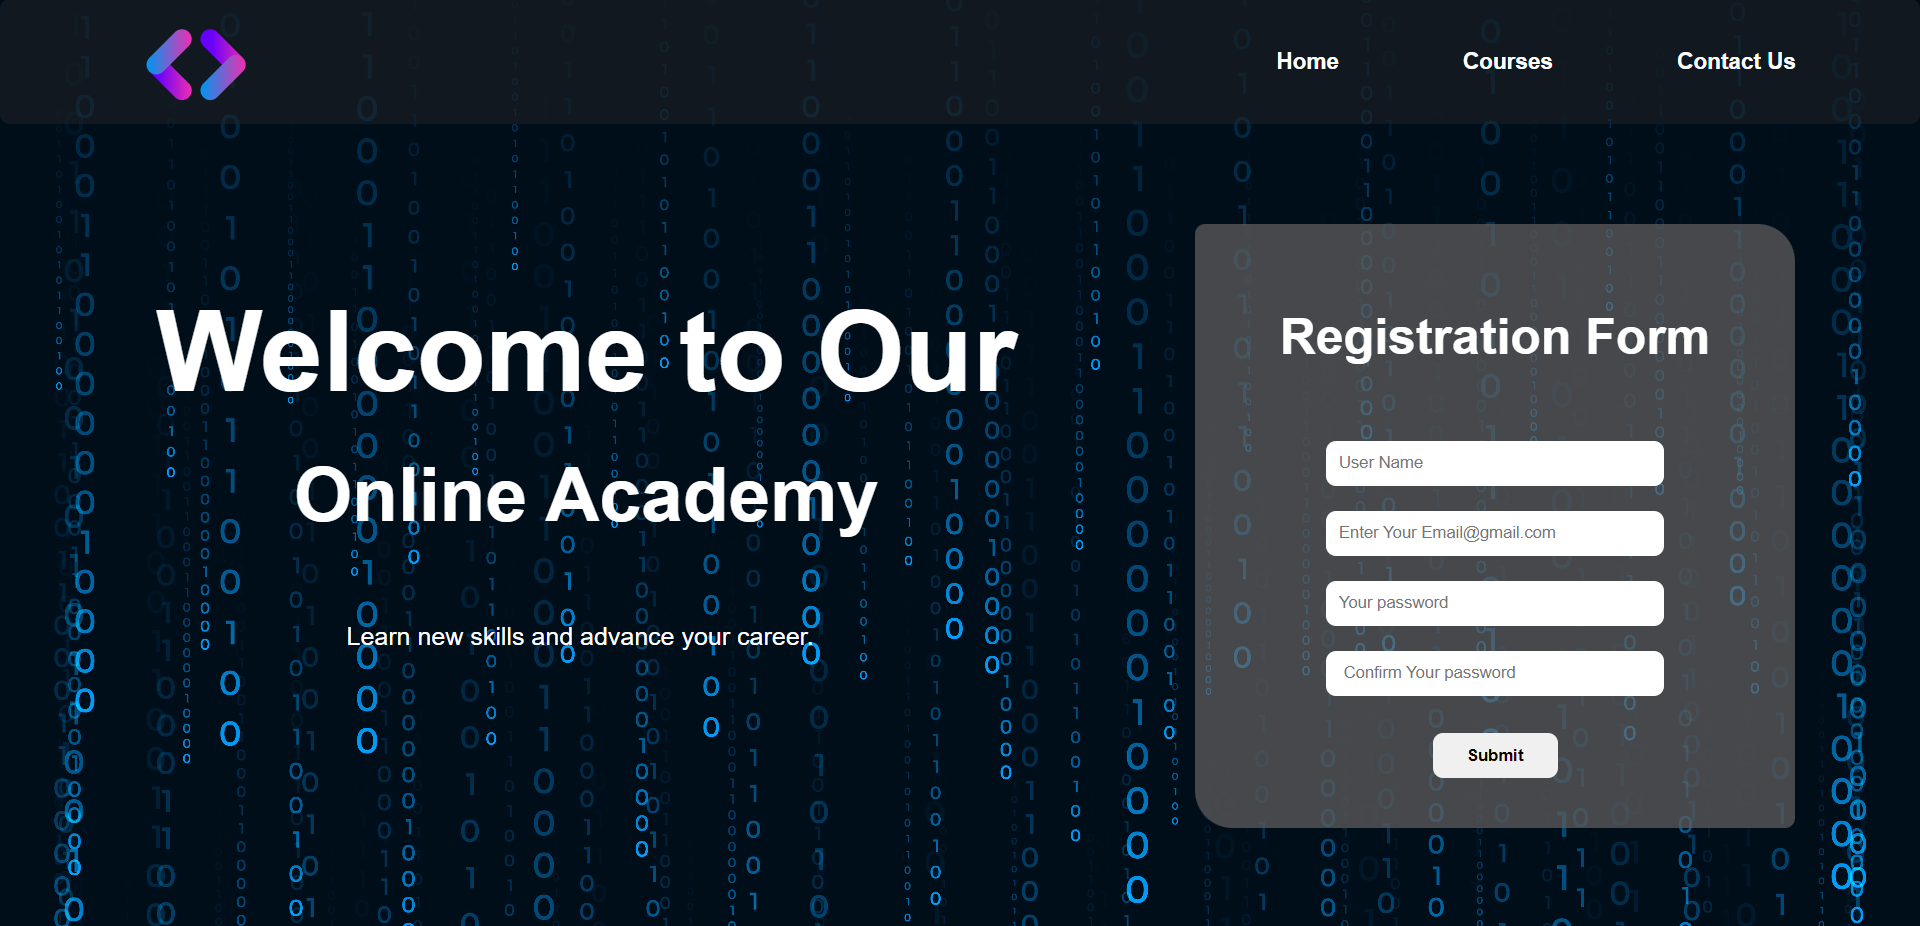 Home Courses Contact Us
Welcome to Our
Online Academy
Learn new skills and advance your career.
Registration Form
User Name
Enter Your Email@gmail.com
Your password
Confirm Your password
Submit